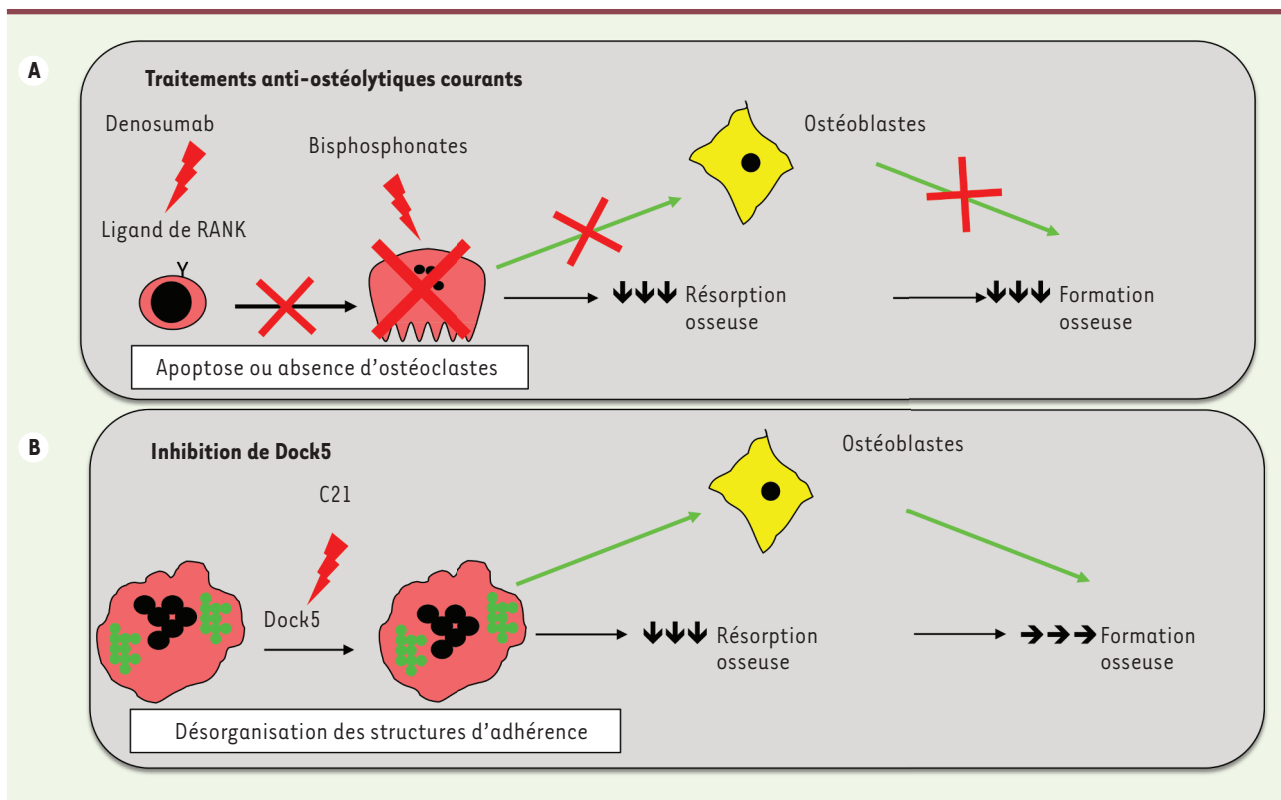 A
Traitements anti-ostéolytiques courants
Denosumab
Bisphosphonates
Ostéoblastes
Ligand de RANK
Y
Résorption
osseuse
Formation
osseuse
Apoptose ou absence d'ostéoclastes
B
Inhibition de Dock5
Ostéoblastes
C21
Dock5
Résorption
osseuse
Formation
osseuse
Désorganisation des structures d'adhérence